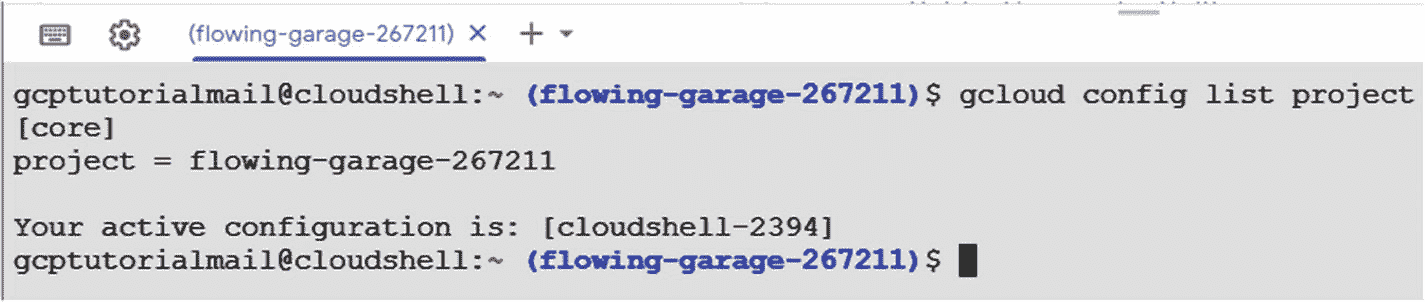 (flowing-garage-267211)
gcptutorialmail@cloudshell:~ (flowing-garage-267211)$ gcloud config list project
[core]
project = flowing-garage-267211
Your active configuration is: [cloudshell-2394]
gcptutorialmail@cloudshell:~ (flowing-garage-267211)$